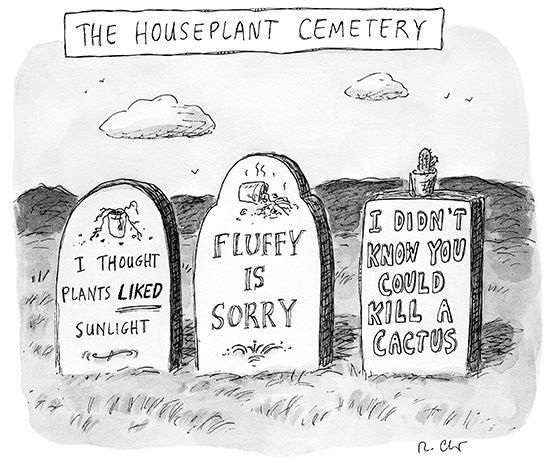 THE HOUSEPLANT CEMETERY
I THOUGHT
PLANTS LIKED
SUNLIGHT
FLUFFY
IS
SORRY
I DIDN'T
KNOW YOU
COULD
KILL A
CACTUS